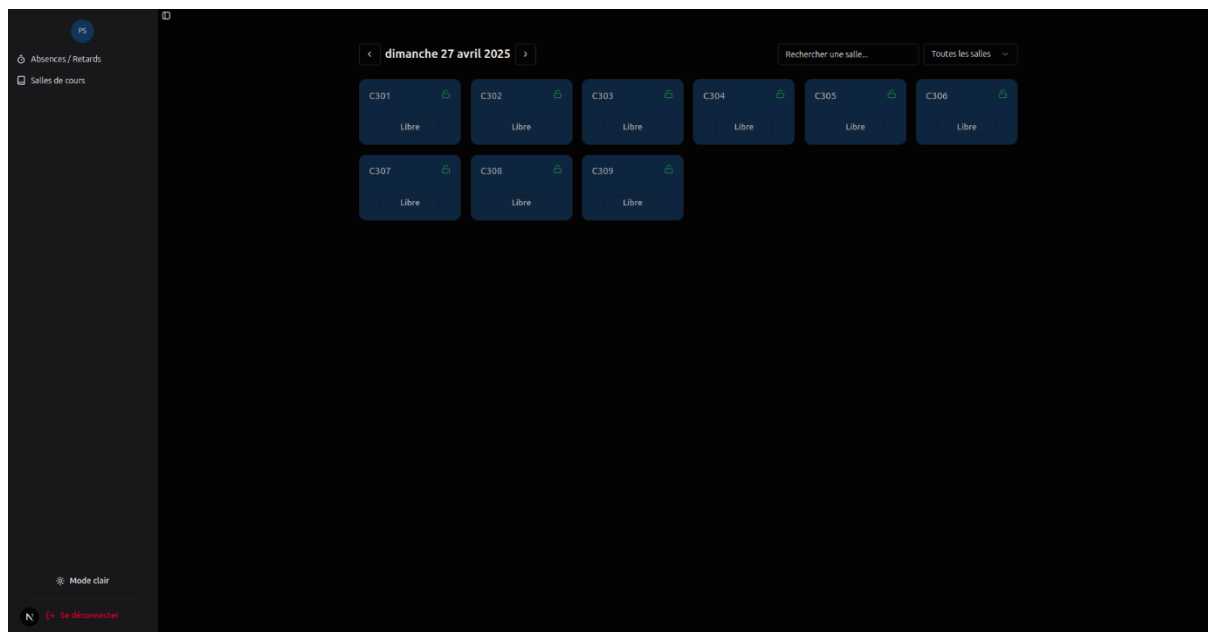 PS
Absences / Retards
Salles de cours
dimanche 27 avril 2025
Rechercher une salle...
Toutes les salles
C301
C302
C303
C304
C305
C306
Libre
Libre
Libre
Libre
Libre
Libre
C307
C308
C309
Libre
Libre
Libre
Mode clair
N
Se déconnecter